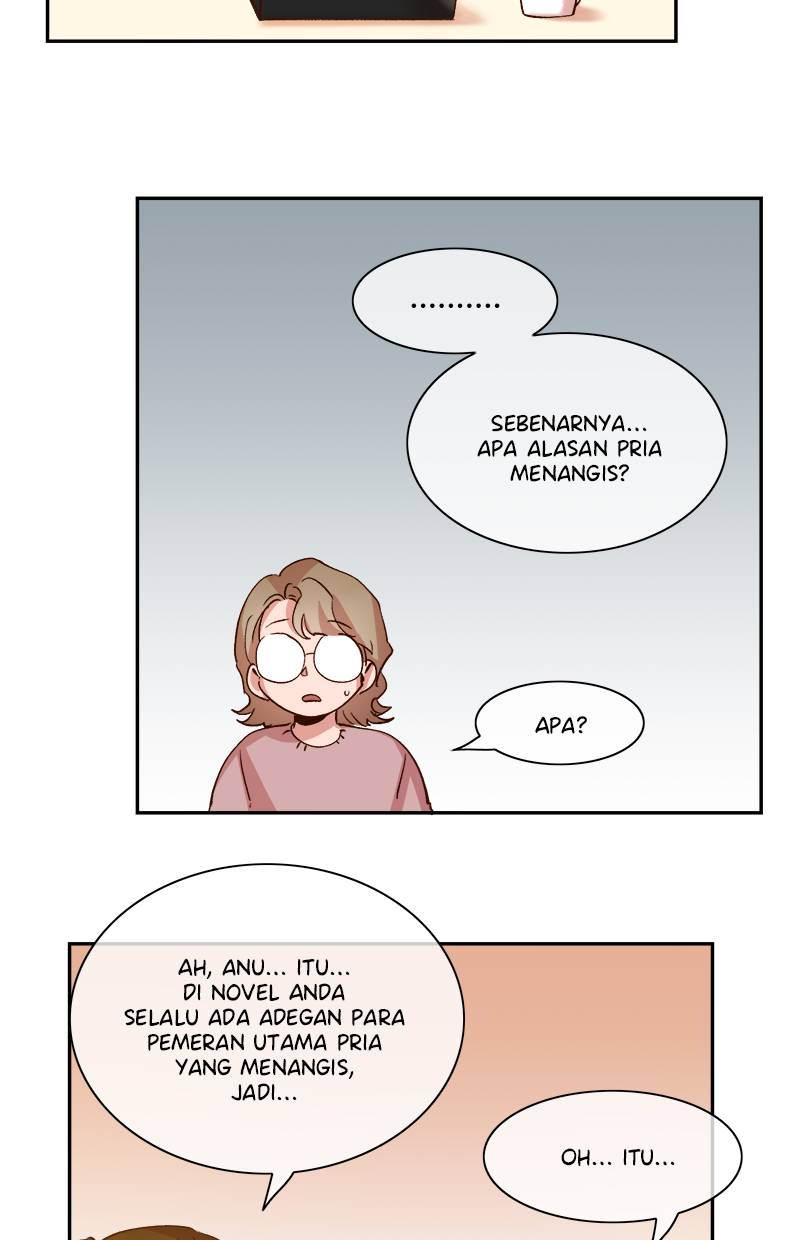 ..........
SEBENARNYA...
APA ALASAN PRIA
MENANGIS?
APA?
AH, ANU... ITU...
DI NOVEL ANDA
SELALU ADA ADEGAN PARA
PEMERAN UTAMA PRIA
YANG MENANGIS,
JADI...
OH... ITU...